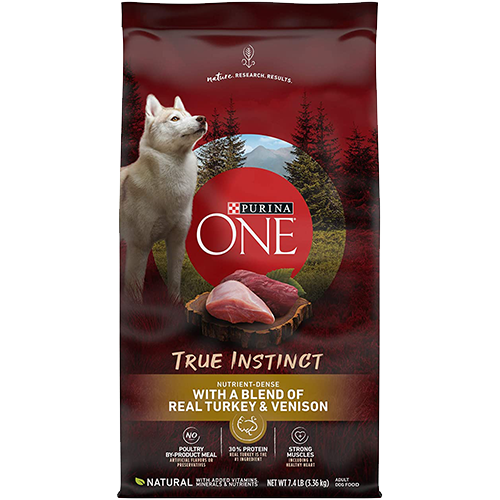 nature. RESEARCH. RESULTS.
PURINA
ONE
TRUE INSTINCT
NUTRIENT-DENSE
WITH A BLEND OF
REAL TURKEY & VENISON
NO
POULTRY
BY-PRODUCT MEAL
ARTIFICIAL FLAVORS OR
PRESERVATIVES
30% PROTEIN
REAL TURKEY IS THE
#1 INGREDIENT
STRONG
MUSCLES
INCLUDING A
HEALTHY HEART
NATURAL WITH ADDED VITAMINS,
MINERALS & NUTRIENTS
NET WT 7.4 LB (3.36 kg)
ADULT
DOG FOOD